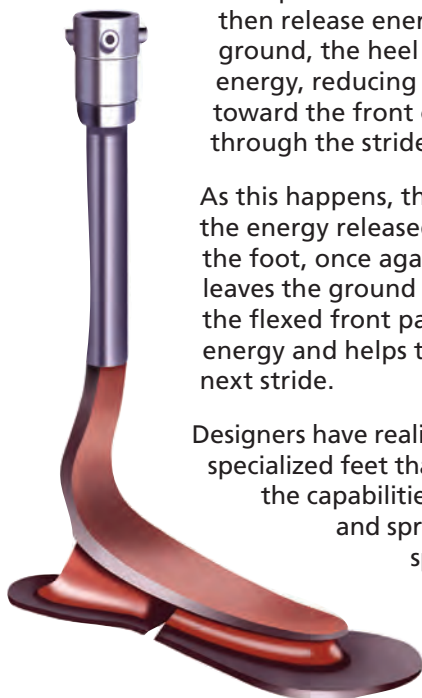 then release ener
ground, the heel
energy, reducing
toward the front
through the stride
As this happens, th
the energy released
the foot, once aga
leaves the ground
the flexed front pa
energy and helps t
next stride.
Designers have reali
specialized feet tha
the capabilities
and spr
sp